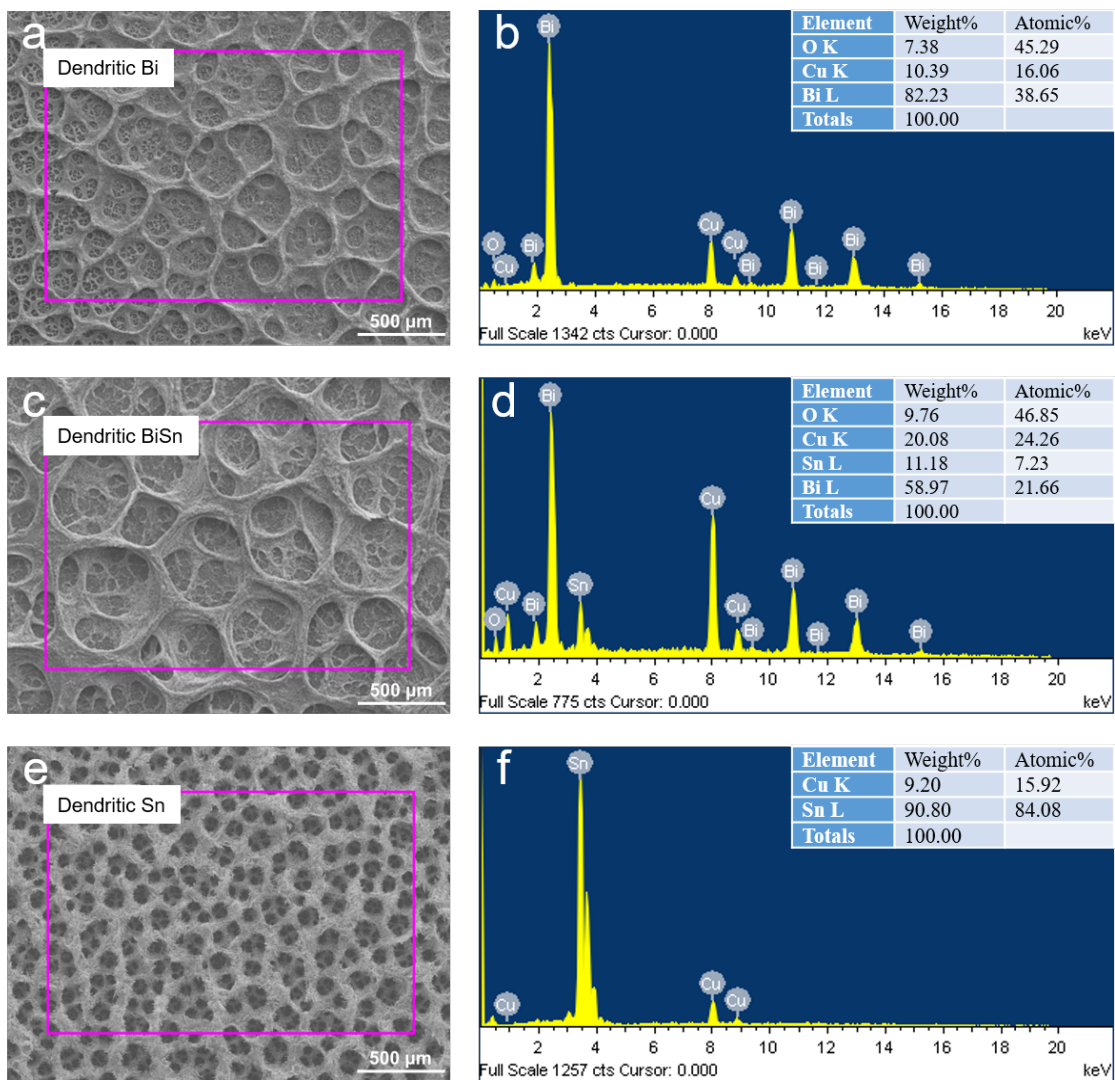 a
Dendritic Bi
500 μm
b
Element Weight% Atomic%
O K 7.38 45.29
Cu K 10.39 16.06
Bi L 82.23 38.65
Totals 100.00
Bi
O
Cu
Bi
Cu
Cu
Bi
Bi
Bi
Bi
Bi
2 4 6 8 10 12 14 16 18 20
Full Scale 1342 cts Cursor: 0.000 keV
c
Dendritic BiSn
500 μm
d
Element Weight% Atomic%
O K 9.76 46.85
Cu K 20.08 24.26
Sn L 11.18 7.23
Bi L 58.97 21.66
Totals 100.00
Bi
O
Cu
Bi
Sn
Cu
Cu
Bi
Bi
Bi
Bi
Bi
2 4 6 8 10 12 14 16 18 20
Full Scale 775 cts Cursor: 0.000 keV
e
Dendritic Sn
500 μm
f
Element Weight% Atomic%
Cu K 9.20 15.92
Sn L 90.80 84.08
Totals 100.00
Sn
Cu
Cu
Cu
2 4 6 8 10 12 14 16 18 20
Full Scale 1257 cts Cursor: 0.000 keV